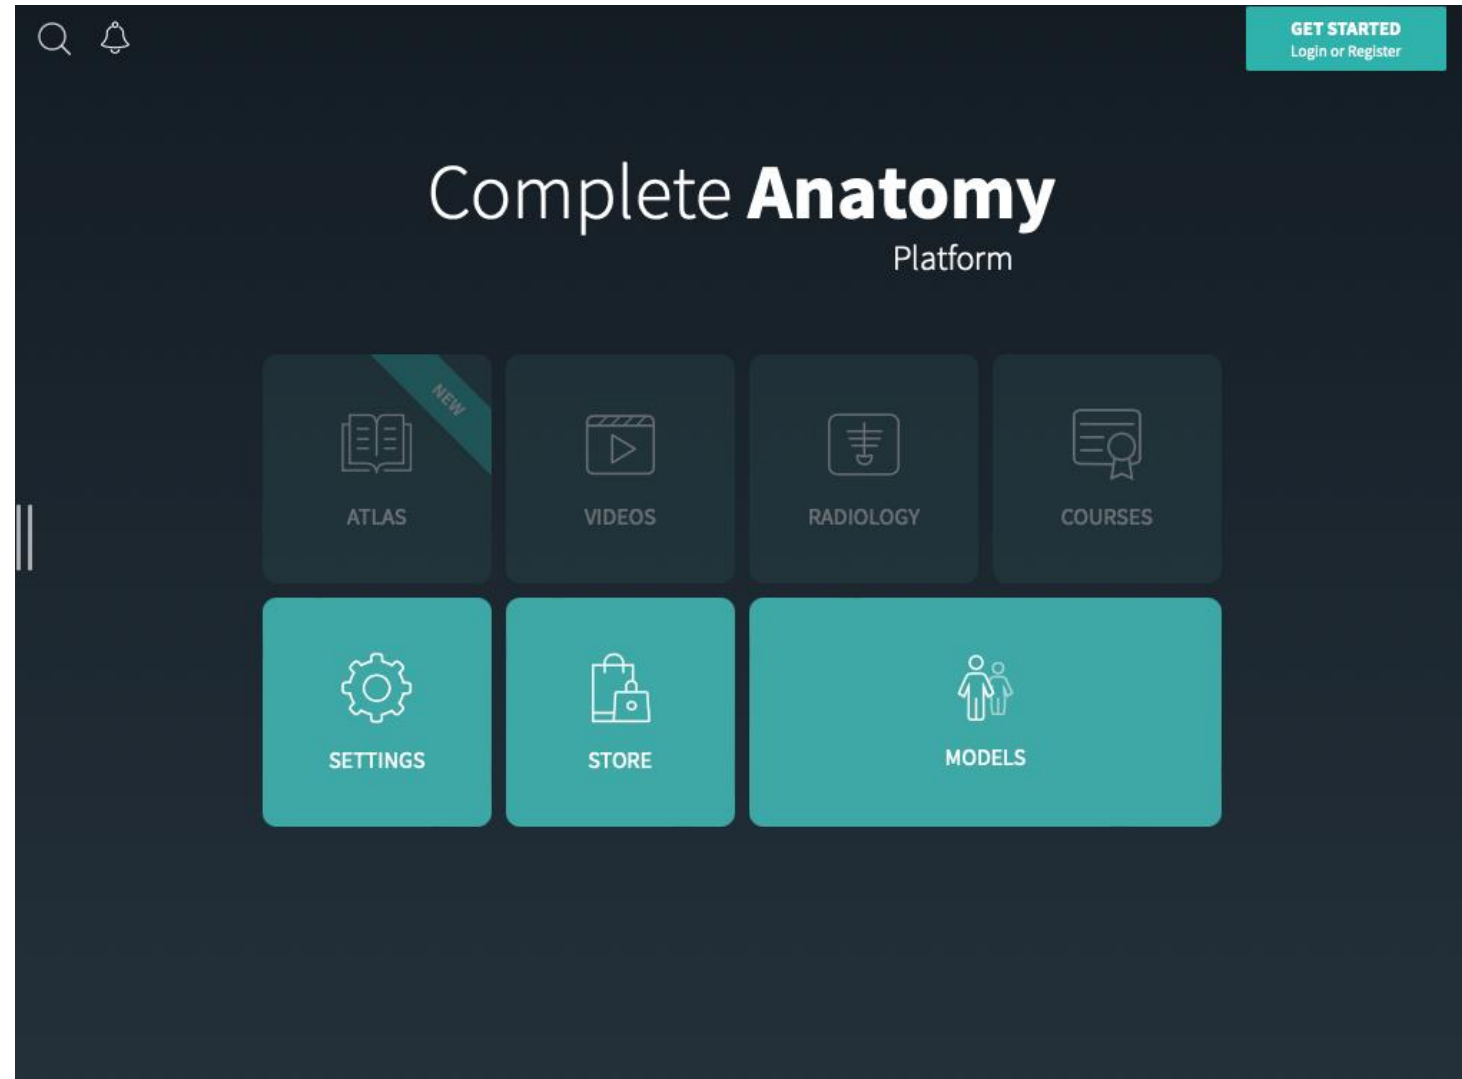 GET STARTED
Login or Register
Complete Anatomy
Platform
NEW
ATLAS
VIDEOS
RADIOLOGY
COURSES
SETTINGS
STORE
MODELS